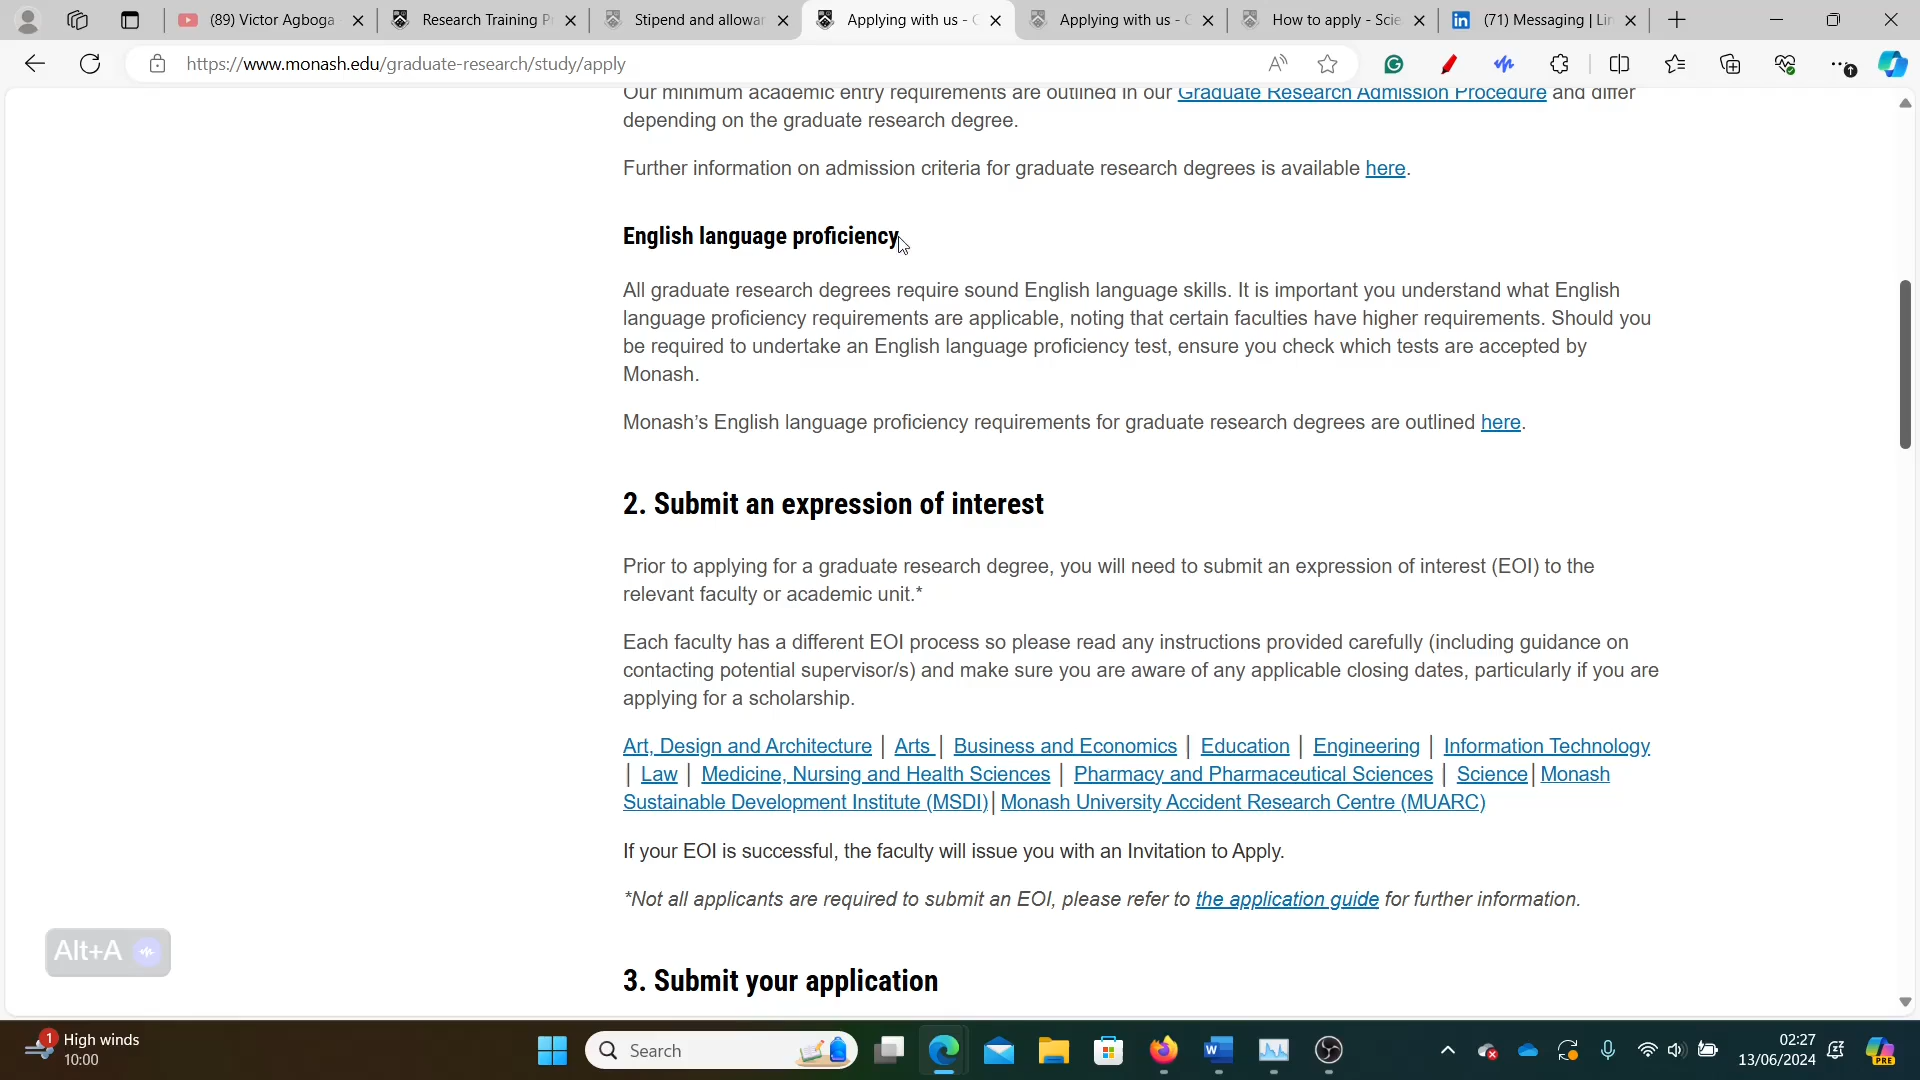 (89) Victor Agboga
Research Training P
Stipend and allowar
Applying with us - G
Applying with us - G
How to apply - Scie
(71) Messaging | Lin
https://www.monash.edu/graduate-research/study/apply
Our minimum academic entry requirements are outlined in our Graduate Research Admission Procedure and differ
depending on the graduate research degree.
Further information on admission criteria for graduate research degrees is available here.
English language proficiency
All graduate research degrees require sound English language skills. It is important you understand what English
language proficiency requirements are applicable, noting that certain faculties have higher requirements. Should you
be required to undertake an English language proficiency test, ensure you check which tests are accepted by
Monash.
Monash’s English language proficiency requirements for graduate research degrees are outlined here.
2. Submit an expression of interest
Prior to applying for a graduate research degree, you will need to submit an expression of interest (EOI) to the
relevant faculty or academic unit.*
Each faculty has a different EOI process so please read any instructions provided carefully (including guidance on
contacting potential supervisor/s) and make sure you are aware of any applicable closing dates, particularly if you are
applying for a scholarship.
Art, Design and Architecture | Arts | Business and Economics | Education | Engineering | Information Technology
| Law | Medicine, Nursing and Health Sciences | Pharmacy and Pharmaceutical Sciences | Science | Monash
Sustainable Development Institute (MSDI) | Monash University Accident Research Centre (MUARC)
If your EOI is successful, the faculty will issue you with an Invitation to Apply.
*Not all applicants are required to submit an EOI, please refer to the application guide for further information.
Alt+A
3. Submit your application
1
High winds
10:00
Search
02:27
13/06/2024
PRE